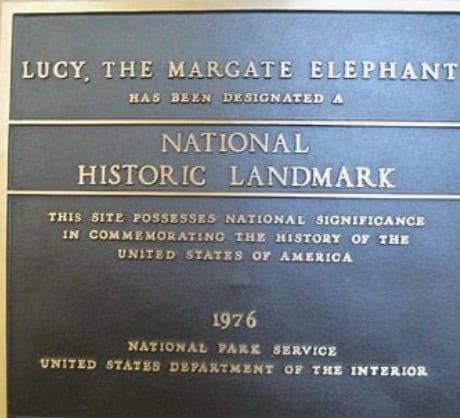 LUCY, THE MARGATE ELEPHANT
HAS BEEN DESIGNATED A
NATIONAL
HISTORIC LANDMARK
THIS SITE POSSESSES NATIONAL SIGNIFICANCE
IN COMMEMORATING THE HISTORY OF THE
UNITED STATES OF AMERICA
1976
NATIONAL PARK SERVICE
UNITED STATES DEPARTMENT OF THE INTERIOR